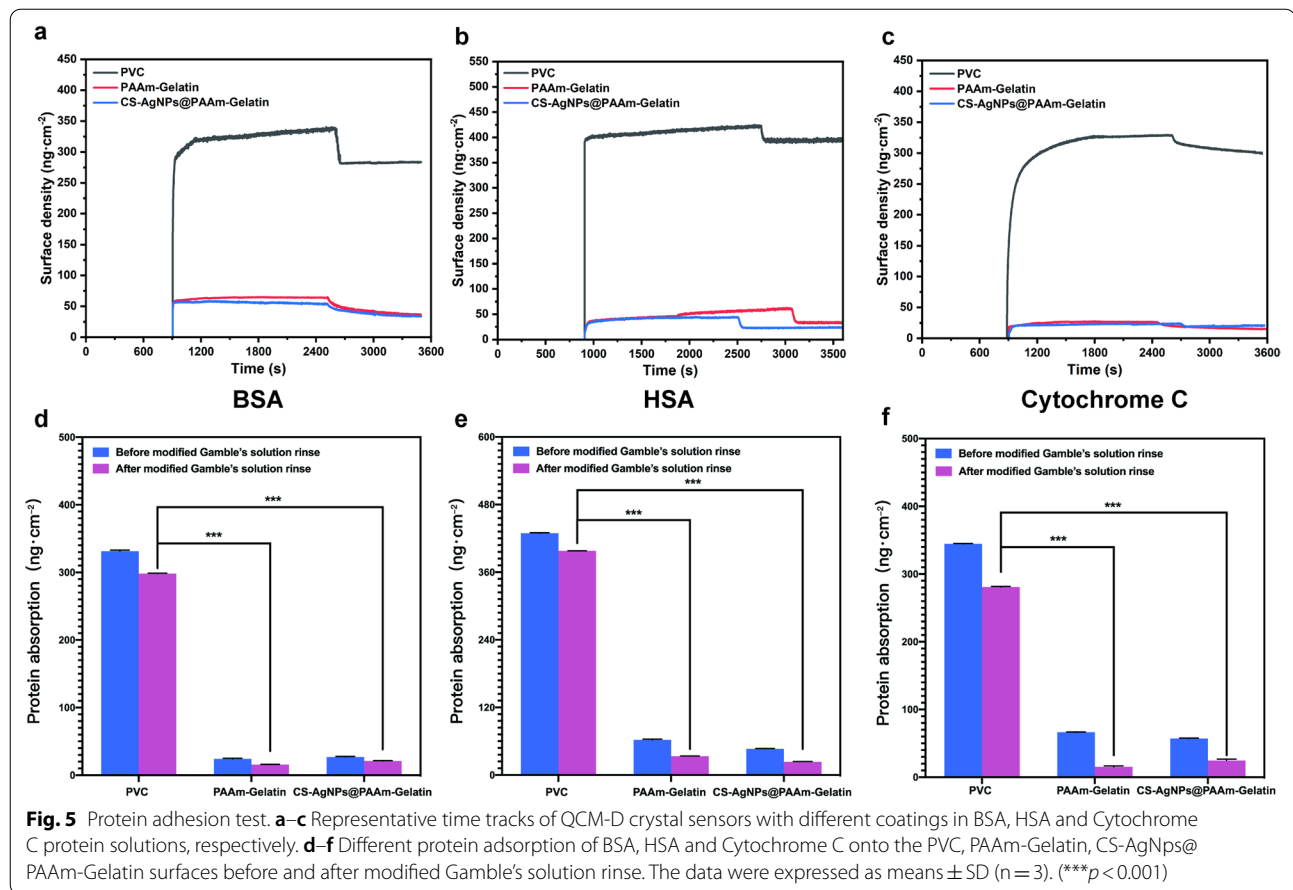 a
450
400
350
300
250
200
150
100
50
0
Surface density (ng·cm⁻²)
PVC
PAAm-Gelatin
CS-AgNPs@PAAm-Gelatin
0 600 1200 1800 2400 3000 3600
Time (s)
BSA
b
550
500
450
400
350
300
250
200
150
100
50
0
Surface density (ng·cm⁻²)
PVC
PAAm-Gelatin
CS-AgNPs@PAAm-Gelatin
0 500 1000 1500 2000 2500 3000 3500
Time (s)
HSA
c
450
400
350
300
250
200
150
100
50
0
Surface density (ng·cm⁻²)
PVC
PAAm-Gelatin
CS-AgNPs@PAAm-Gelatin
0 600 1200 1800 2400 3000 3600
Time (s)
Cytochrome C
d
500
400
300
200
100
0
Protein absorption (ng·cm⁻²)
Before modified Gamble's solution rinse
After modified Gamble's solution rinse
***
***
PVC PAAm-Gelatin CS-AgNPs@PAAm-Gelatin
e
600
480
360
240
120
0
Protein absorption (ng·cm⁻²)
Before modified Gamble's solution rinse
After modified Gamble's solution rinse
***
***
PVC PAAm-Gelatin CS-AgNPs@PAAm-Gelatin
f
500
400
300
200
100
0
Protein absorption (ng·cm⁻²)
Before modified Gamble's solution rinse
After modified Gamble's solution rinse
***
***
PVC PAAm-Gelatin CS-AgNPs@PAAm-Gelatin
Fig. 5 Protein adhesion test. a–c Representative time tracks of QCM-D crystal sensors with different coatings in BSA, HSA and Cytochrome
C protein solutions, respectively. d–f Different protein adsorption of BSA, HSA and Cytochrome C onto the PVC, PAAm-Gelatin, CS-AgNps@
PAAm-Gelatin surfaces before and after modified Gamble's solution rinse. The data were expressed as means ± SD (n = 3). (***p < 0.001)